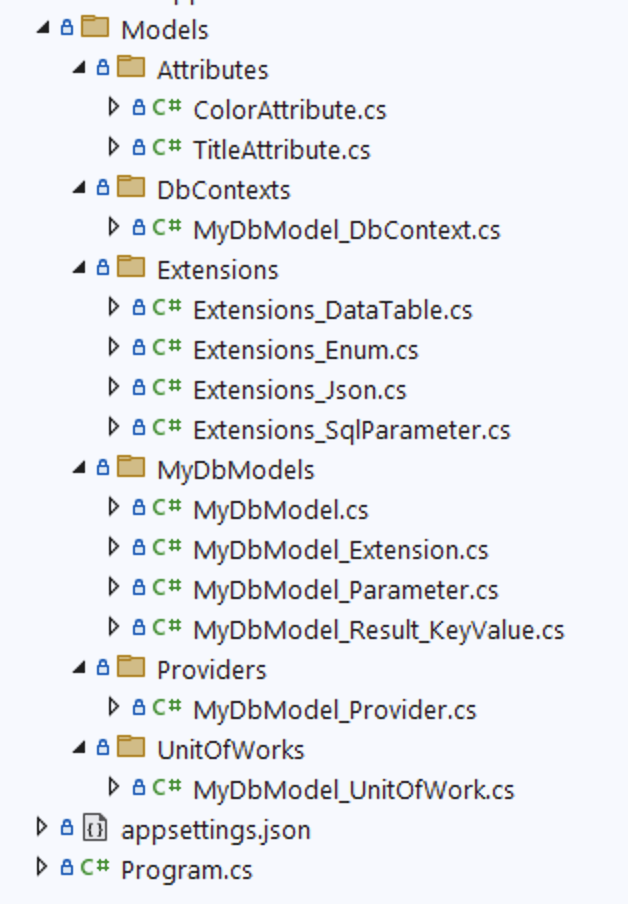 Models
Attributes
C# ColorAttribute.cs
C# TitleAttribute.cs
DbContexts
C# MyDbModel_DbContext.cs
Extensions
C# Extensions_DataTable.cs
C# Extensions_Enum.cs
C# Extensions_Json.cs
C# Extensions_SqlParameter.cs
MyDbModels
C# MyDbModel.cs
C# MyDbModel_Extension.cs
C# MyDbModel_Parameter.cs
C# MyDbModel_Result_KeyValue.cs
Providers
C# MyDbModel_Provider.cs
UnitOfWorks
C# MyDbModel_UnitOfWork.cs
appsettings.json
C# Program.cs